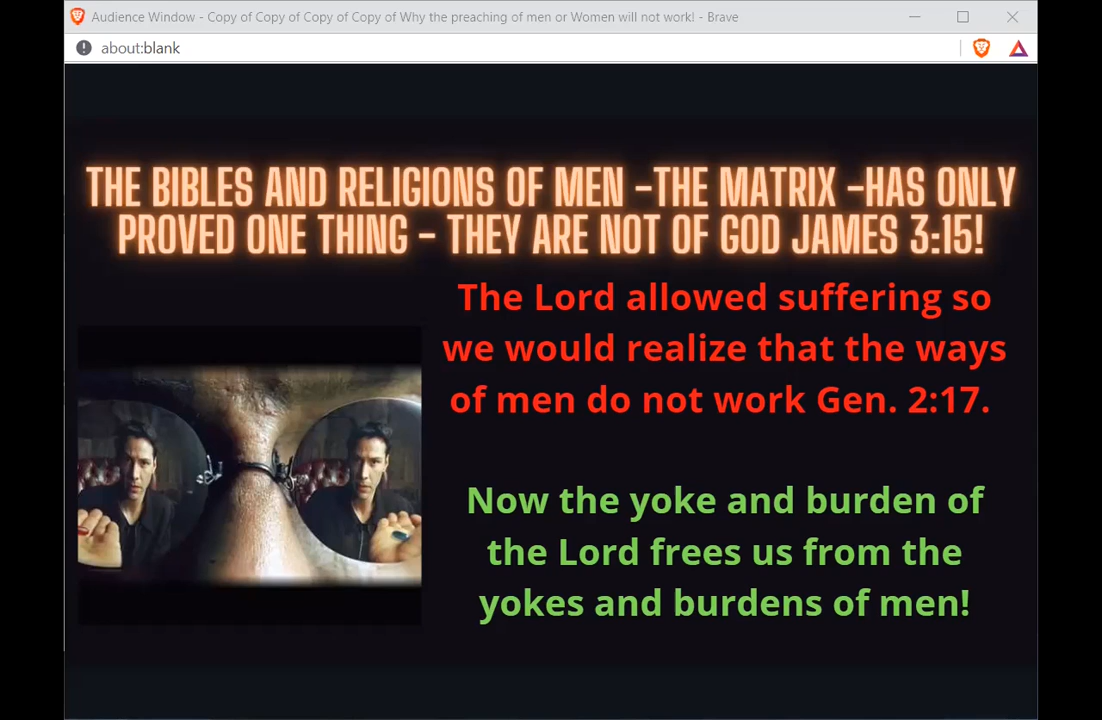 Audience Window - Copy of Copy of Copy of Copy of Why the preaching of men or Women will not work! - Brave
about:blank
THE BIBLES AND RELIGIONS OF MEN -THE MATRIX -HAS ONLY
PROVED ONE THING - THEY ARE NOT OF GOD JAMES 3:15!
The Lord allowed suffering so
we would realize that the ways
of men do not work Gen. 2:17.
Now the yoke and burden of
the Lord frees us from the
yokes and burdens of men!